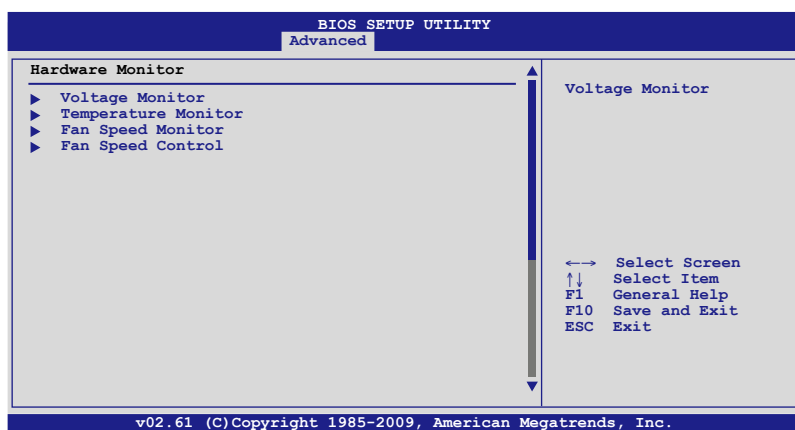 BIOS SETUP UTILITY
Advanced
Hardware Monitor
▶ Voltage Monitor
▶ Temperature Monitor
▶ Fan Speed Monitor
▶ Fan Speed Control
Voltage Monitor
←→ Select Screen
↑↓ Select Item
F1 General Help
F10 Save and Exit
ESC Exit
v02.61 (C)Copyright 1985-2009, American Megatrends, Inc.